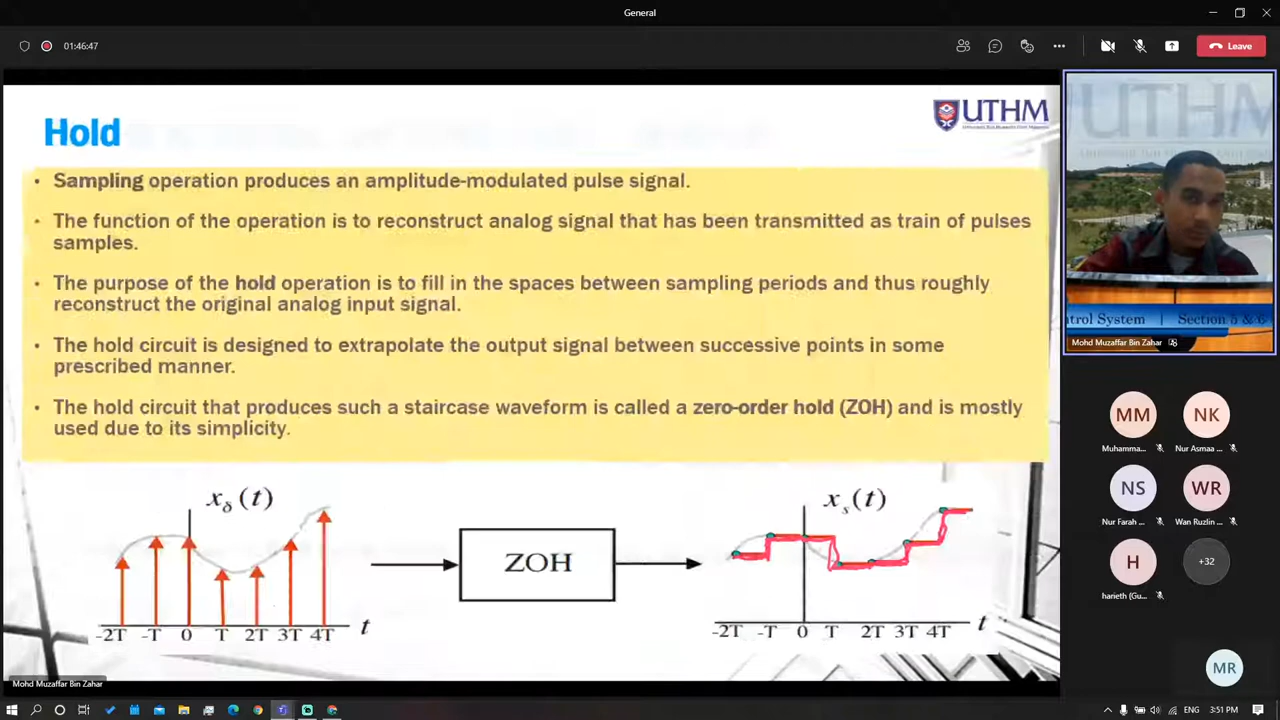 General
01:46:47
Leave
Hold
UTHM
• Sampling operation produces an amplitude-modulated pulse signal.
• The function of the operation is to reconstruct analog signal that has been transmitted as train of pulses
samples.
• The purpose of the hold operation is to fill in the spaces between sampling periods and thus roughly
reconstruct the original analog input signal.
• The hold circuit is designed to extrapolate the output signal between successive points in some
prescribed manner.
• The hold circuit that produces such a staircase waveform is called a zero-order hold (ZOH) and is mostly
used due to its simplicity.
xδ(t)
-2T -T 0 T 2T 3T 4T t
ZOH
xs(t)
-2T -T 0 T 2T 3T 4T t
Mohd Muzaffar Bin Zahar
UTHM
ntrol System | Section 5 & 6
Mohd Muzaffar Bin Zahar
MM NK
Muhamma... Nur Asmaa ...
NS WR
Nur Farah ... Wan Ruzlin ...
H +32
harieth (Gu...
MR
ENG 3:51 PM